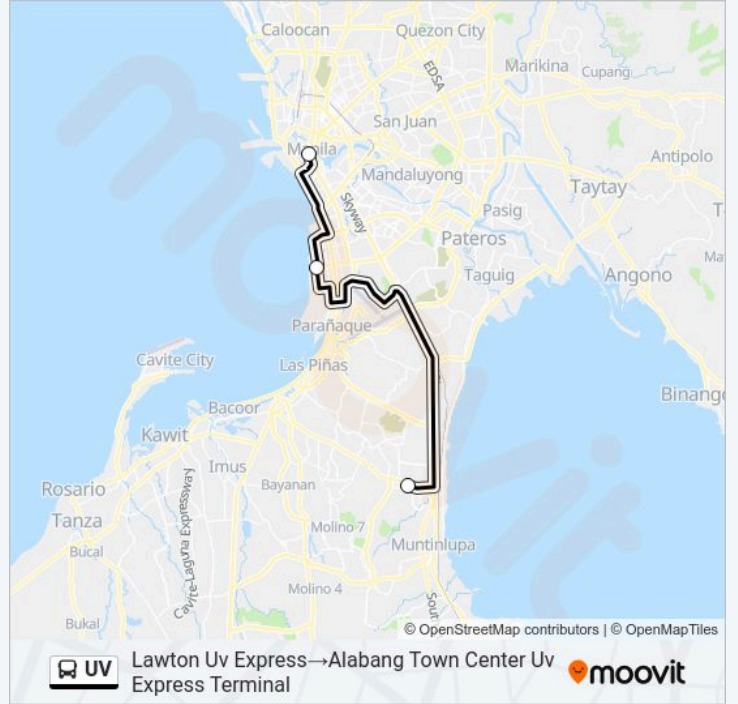 Caloocan
Quezon City
Marikina
Cupang
EDSA
San Juan
Manila
Antipolo
Mandaluyong
Taytay
Skyway
Pasig
Pateros
Taguig
Angono
Parañaque
Cavite City
Las Piñas
Bacoor
Kawit
Imus
Bayanan
Rosario
Tanza
Bucal
Molino 7
Muntinlupa
Cavite-Laguna Expressway
Molino 4
Bukal
© OpenStreetMap contributors | © OpenMapTiles
UV
Lawton Uv Express→Alabang Town Center Uv
Express Terminal
moovit